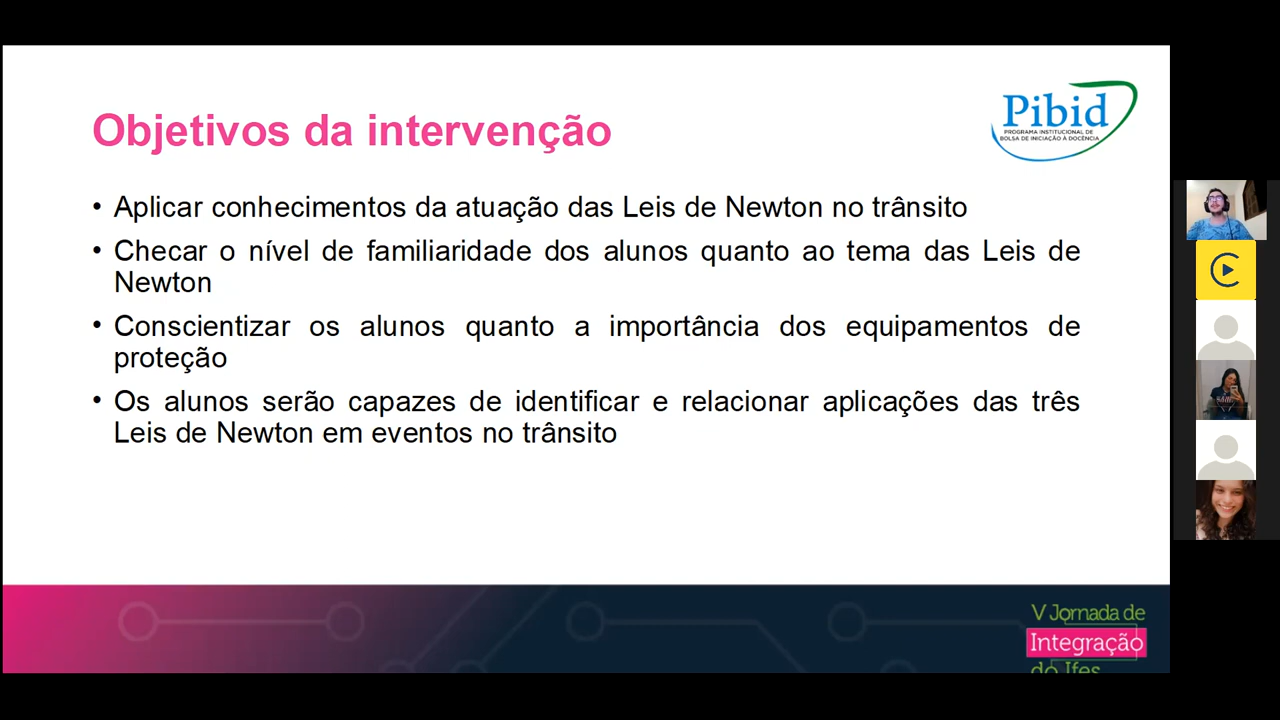 Objetivos da intervenção
Pibid
PROGRAMA INSTITUCIONAL DE
BOLSA DE INICIAÇÃO À DOCÊNCIA
• Aplicar conhecimentos da atuação das Leis de Newton no trânsito
• Checar o nível de familiaridade dos alunos quanto ao tema das Leis de
Newton
• Conscientizar os alunos quanto a importância dos equipamentos de
proteção
• Os alunos serão capazes de identificar e relacionar aplicações das três
Leis de Newton em eventos no trânsito
V Jornada de
Integração
do Ifes